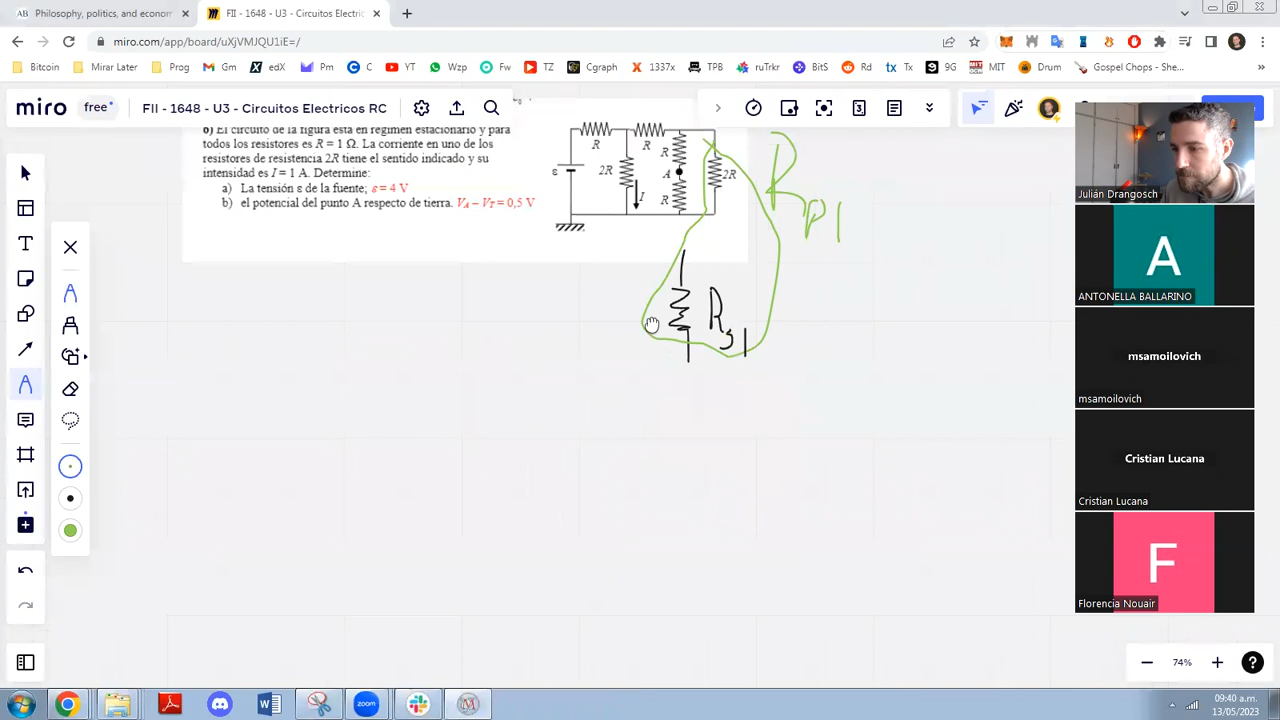 Philosophy, politics, and econom
FII - 1648 - U3 - Circuitos Electric
miro.com/app/board/uXjVMJQU1iE=/
Bitcoin
Mirar Later
Prog
Gm
edX
Pm
C
YT
Wzp
Fw
TZ
Cgraph
1337x
TPB
ruTrkr
BitS
Rd
Tx
9G
MIT
Drum
Gospel Chops - She...
miro
free
FII - 1648 - U3 - Circuitos Electricos RC
b) El circuito de la figura está en régimen estacionario y para
todos los resistores es R = 1 Ω. La corriente en uno de los
resistores de resistencia 2R tiene el sentido indicado y su
intensidad es I = 1 A. Determine:
a) La tensión ε de la fuente; ε = 4 V
b) el potencial del punto A respecto de tierra. VA – VT = 0,5 V
R
R
R
ε
2R
A
2R
I
R
R P1
R S1
Julián Drangosch
A
ANTONELLA BALLARINO
msamoilovich
msamoilovich
Cristian Lucana
Cristian Lucana
F
Florencia Nouair
74%
zoom
09:40 a.m.
13/05/2023